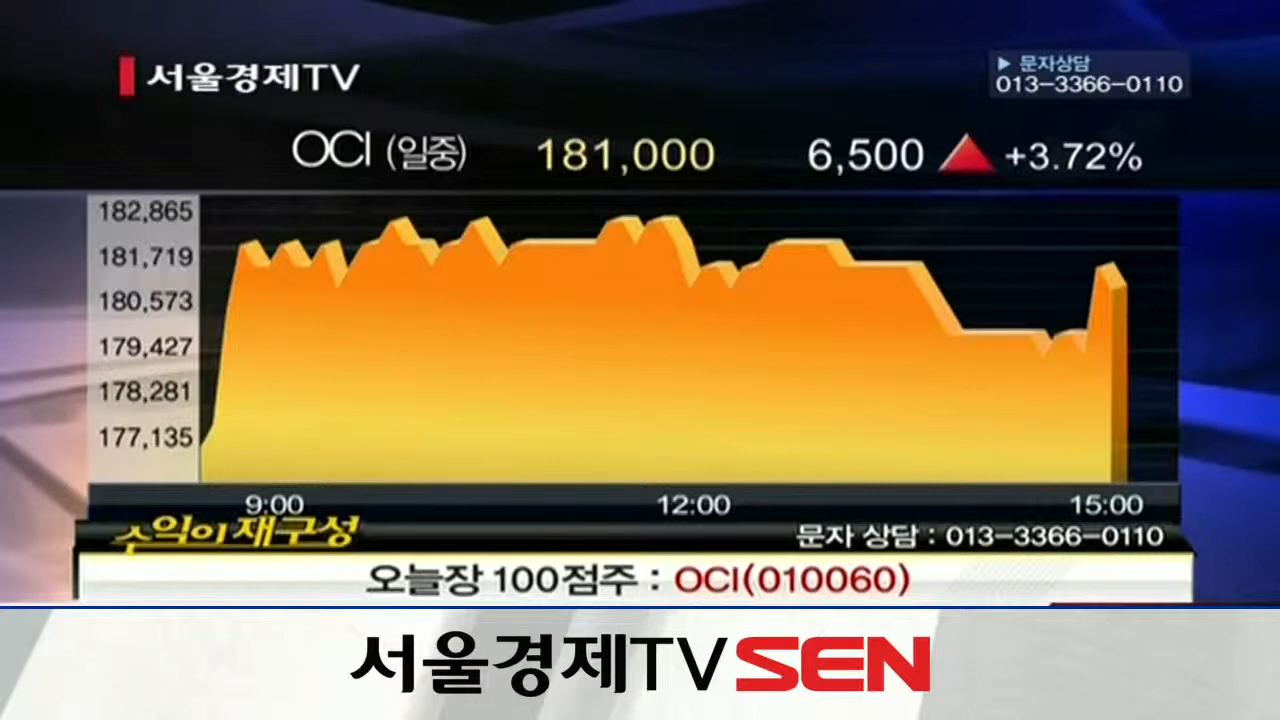 서울경제TV
▶ 문자상담
013-3366-0110
OCI (일중) 181,000 6,500 ▲ +3.72%
182,865
181,719
180,573
179,427
178,281
177,135
9:00 12:00 15:00
수익의 재구성
문자 상담 : 013-3366-0110
오늘장 100점주 : OCI(010060)
서울경제TV SEN